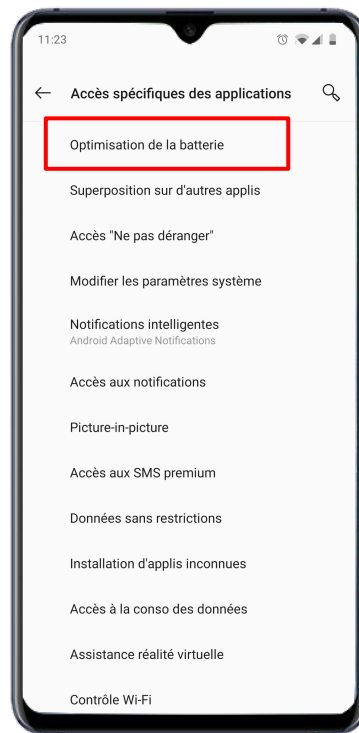 11:23
Accès spécifiques des applications
Optimisation de la batterie
Superposition sur d'autres applis
Accès "Ne pas déranger"
Modifier les paramètres système
Notifications intelligentes
Android Adaptive Notifications
Accès aux notifications
Picture-in-picture
Accès aux SMS premium
Données sans restrictions
Installation d'applis inconnues
Accès à la conso des données
Assistance réalité virtuelle
Contrôle Wi-Fi